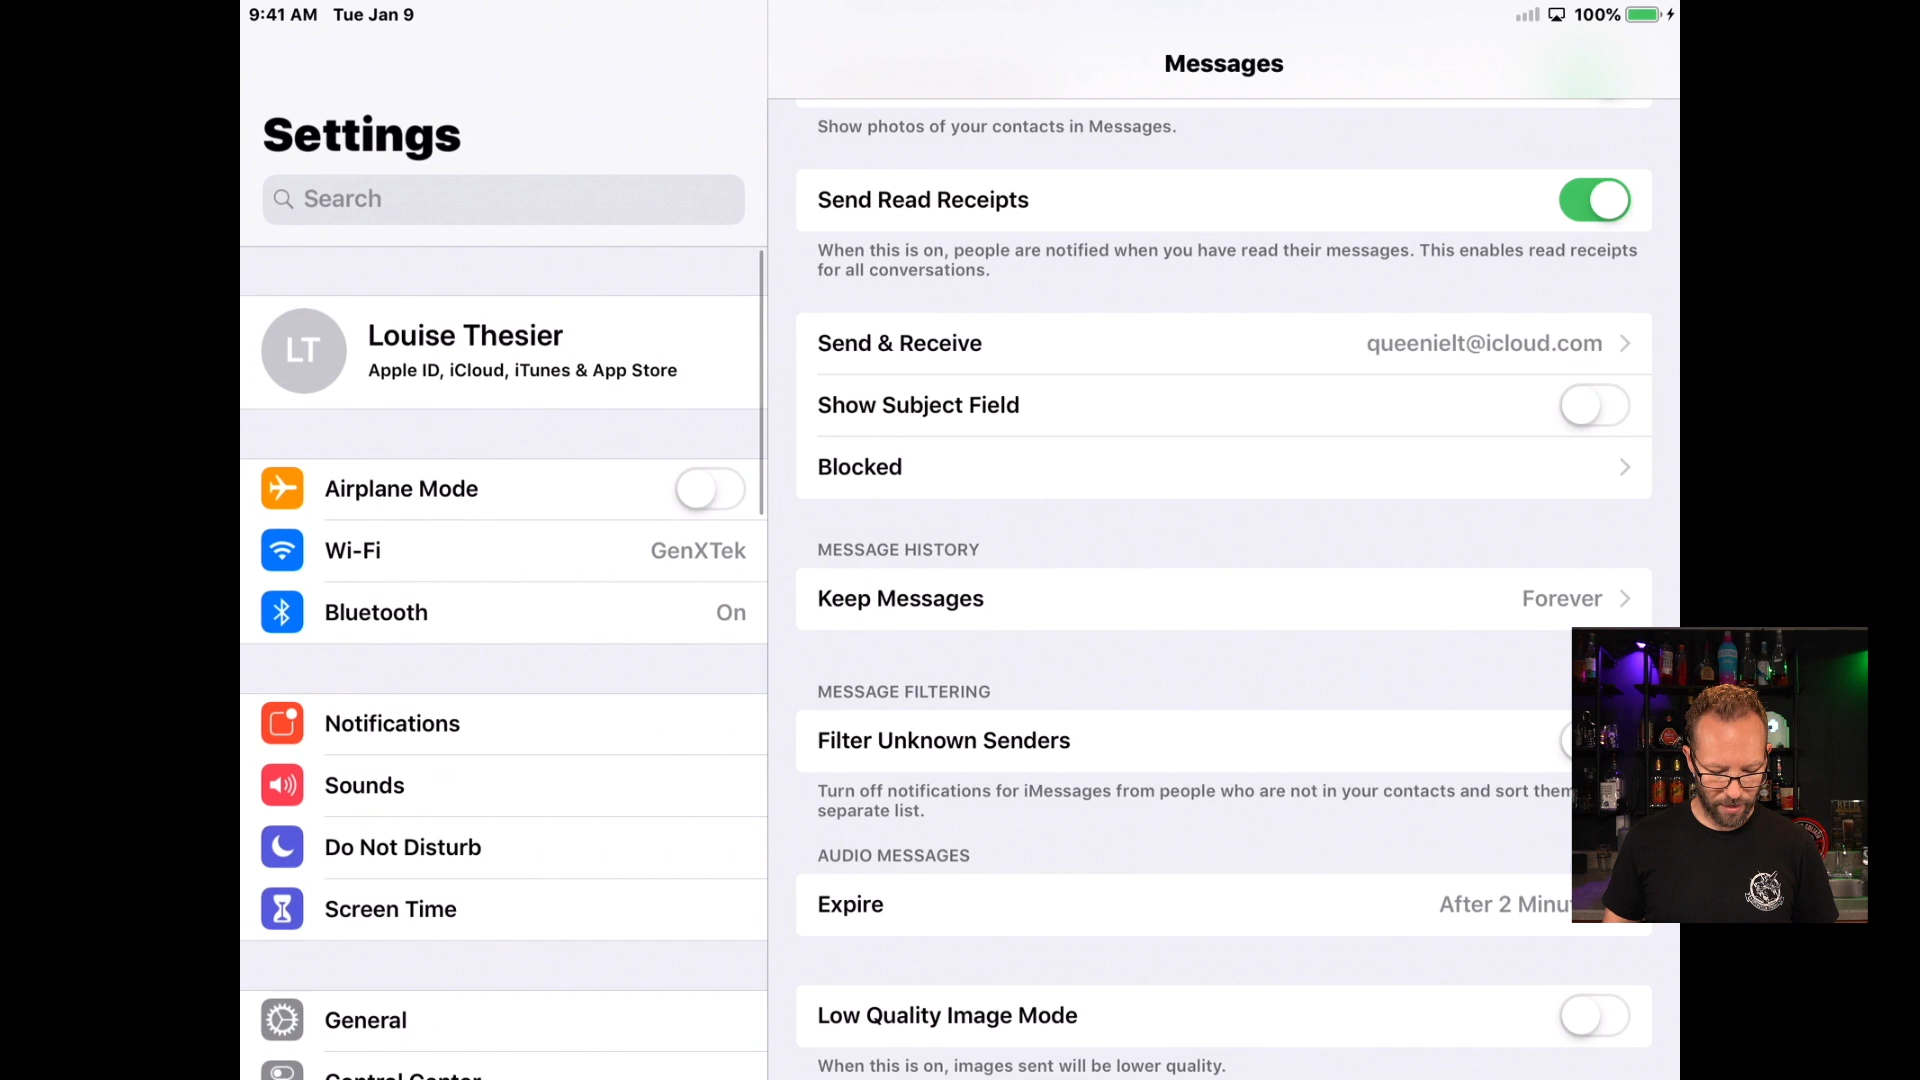 9:41 AM Tue Jan 9
100%
Messages
Settings
Search
LT
Louise Thesier
Apple ID, iCloud, iTunes & App Store
Airplane Mode
Wi-Fi GenXTek
Bluetooth On
Notifications
Sounds
Do Not Disturb
Screen Time
General
Control Center
Show photos of your contacts in Messages.
Send Read Receipts
When this is on, people are notified when you have read their messages. This enables read receipts
for all conversations.
Send & Receive queenielt@icloud.com
Show Subject Field
Blocked
MESSAGE HISTORY
Keep Messages Forever
MESSAGE FILTERING
Filter Unknown Senders
Turn off notifications for iMessages from people who are not in your contacts and sort them
separate list.
AUDIO MESSAGES
Expire After 2 Minu
Low Quality Image Mode
When this is on, images sent will be lower quality.